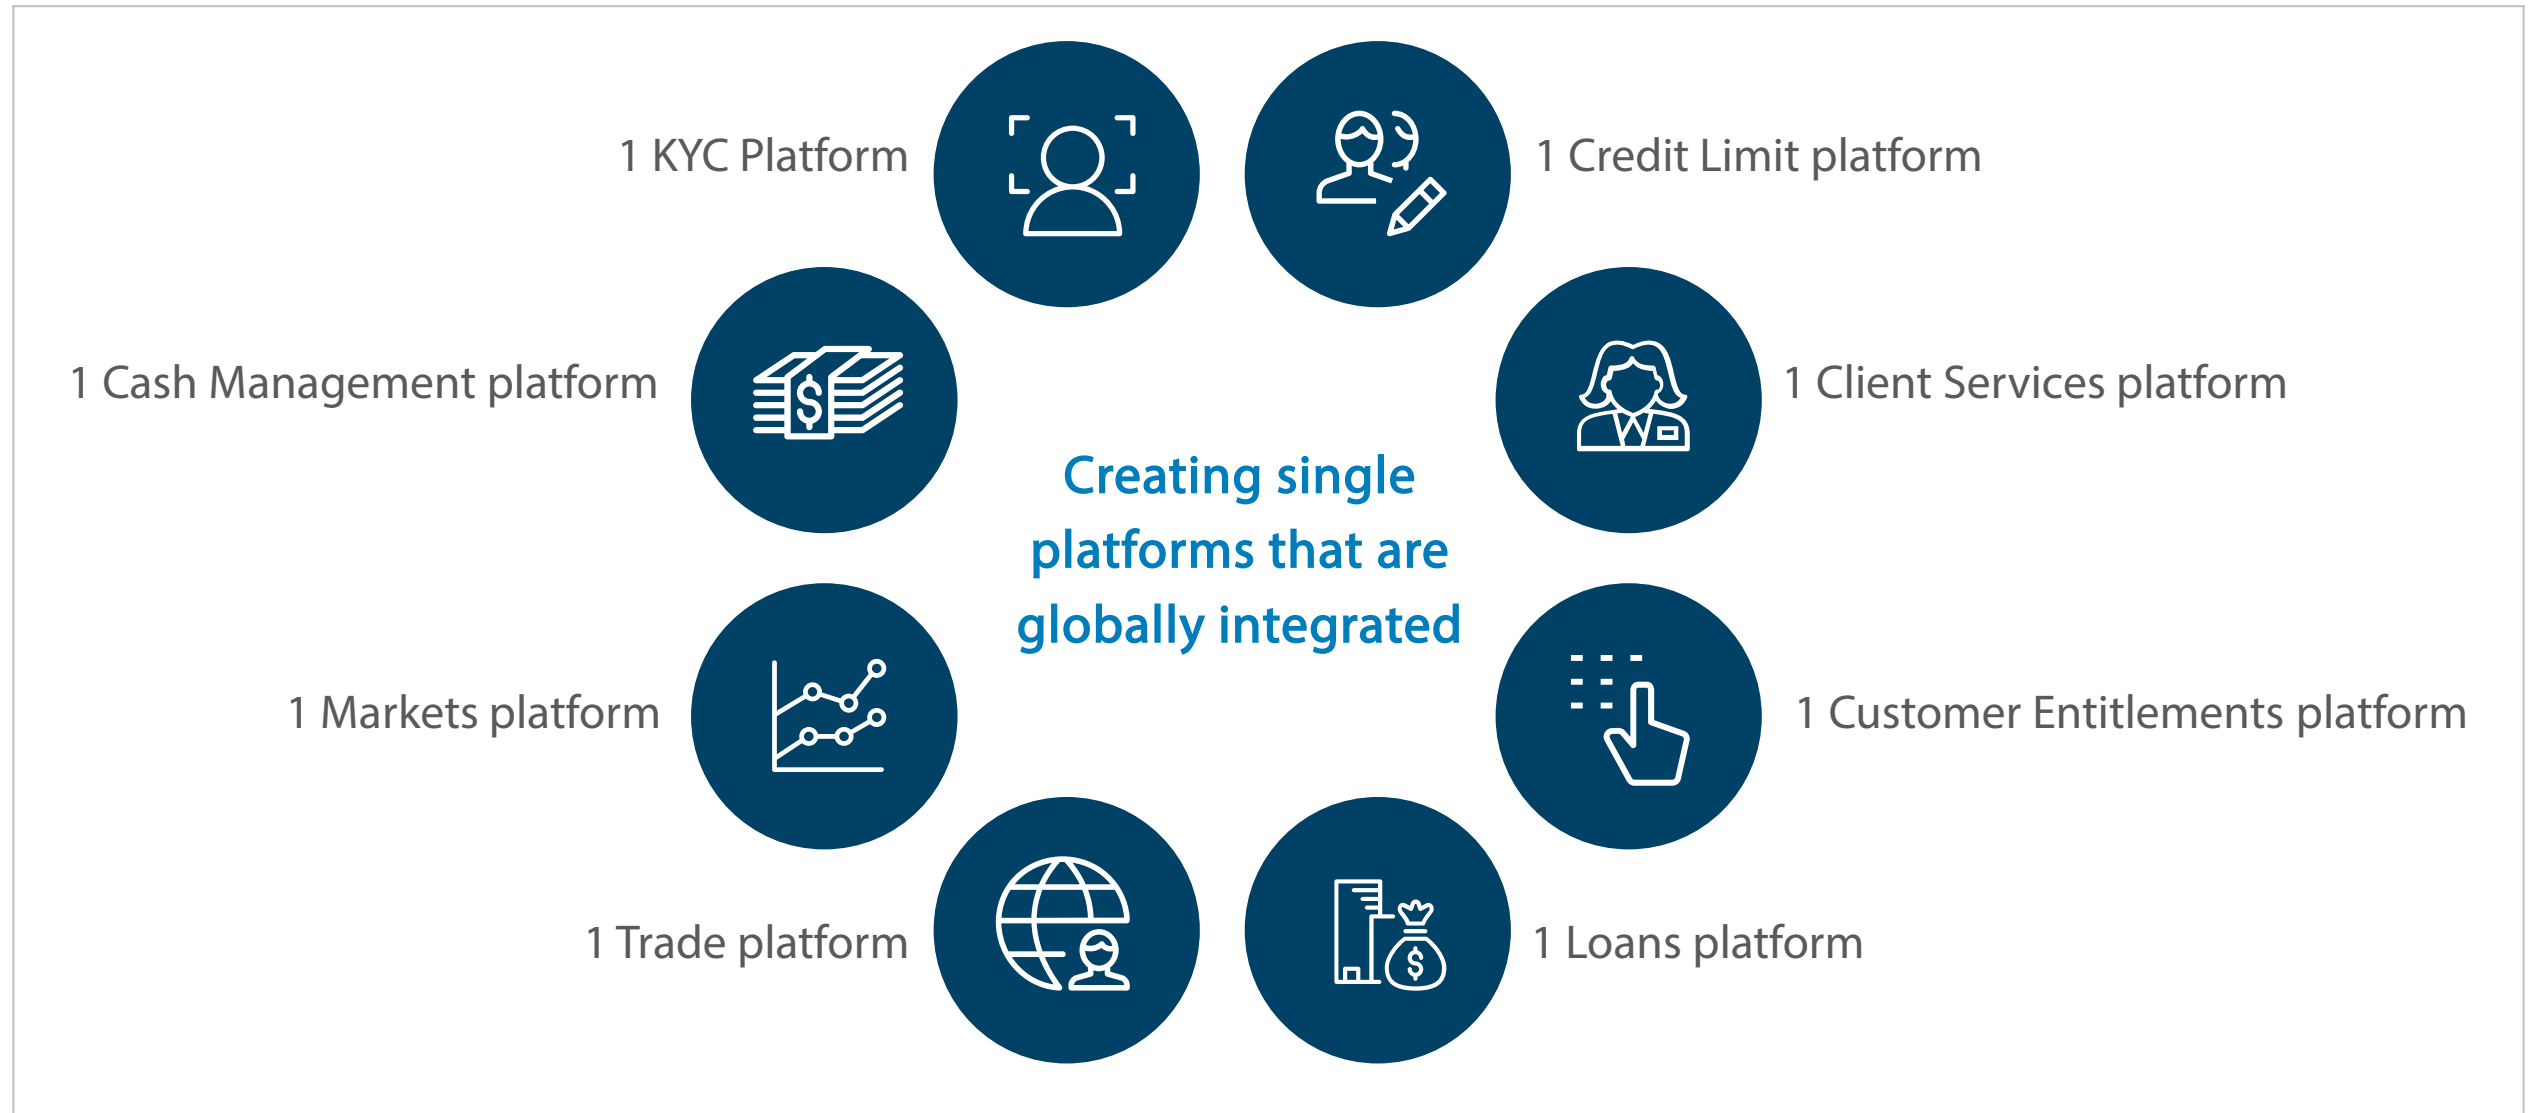 1 KYC Platform
1 Credit Limit platform
1 Cash Management platform
1 Client Services platform
Creating single
platforms that are
globally integrated
1 Markets platform
1 Customer Entitlements platform
1 Trade platform
1 Loans platform